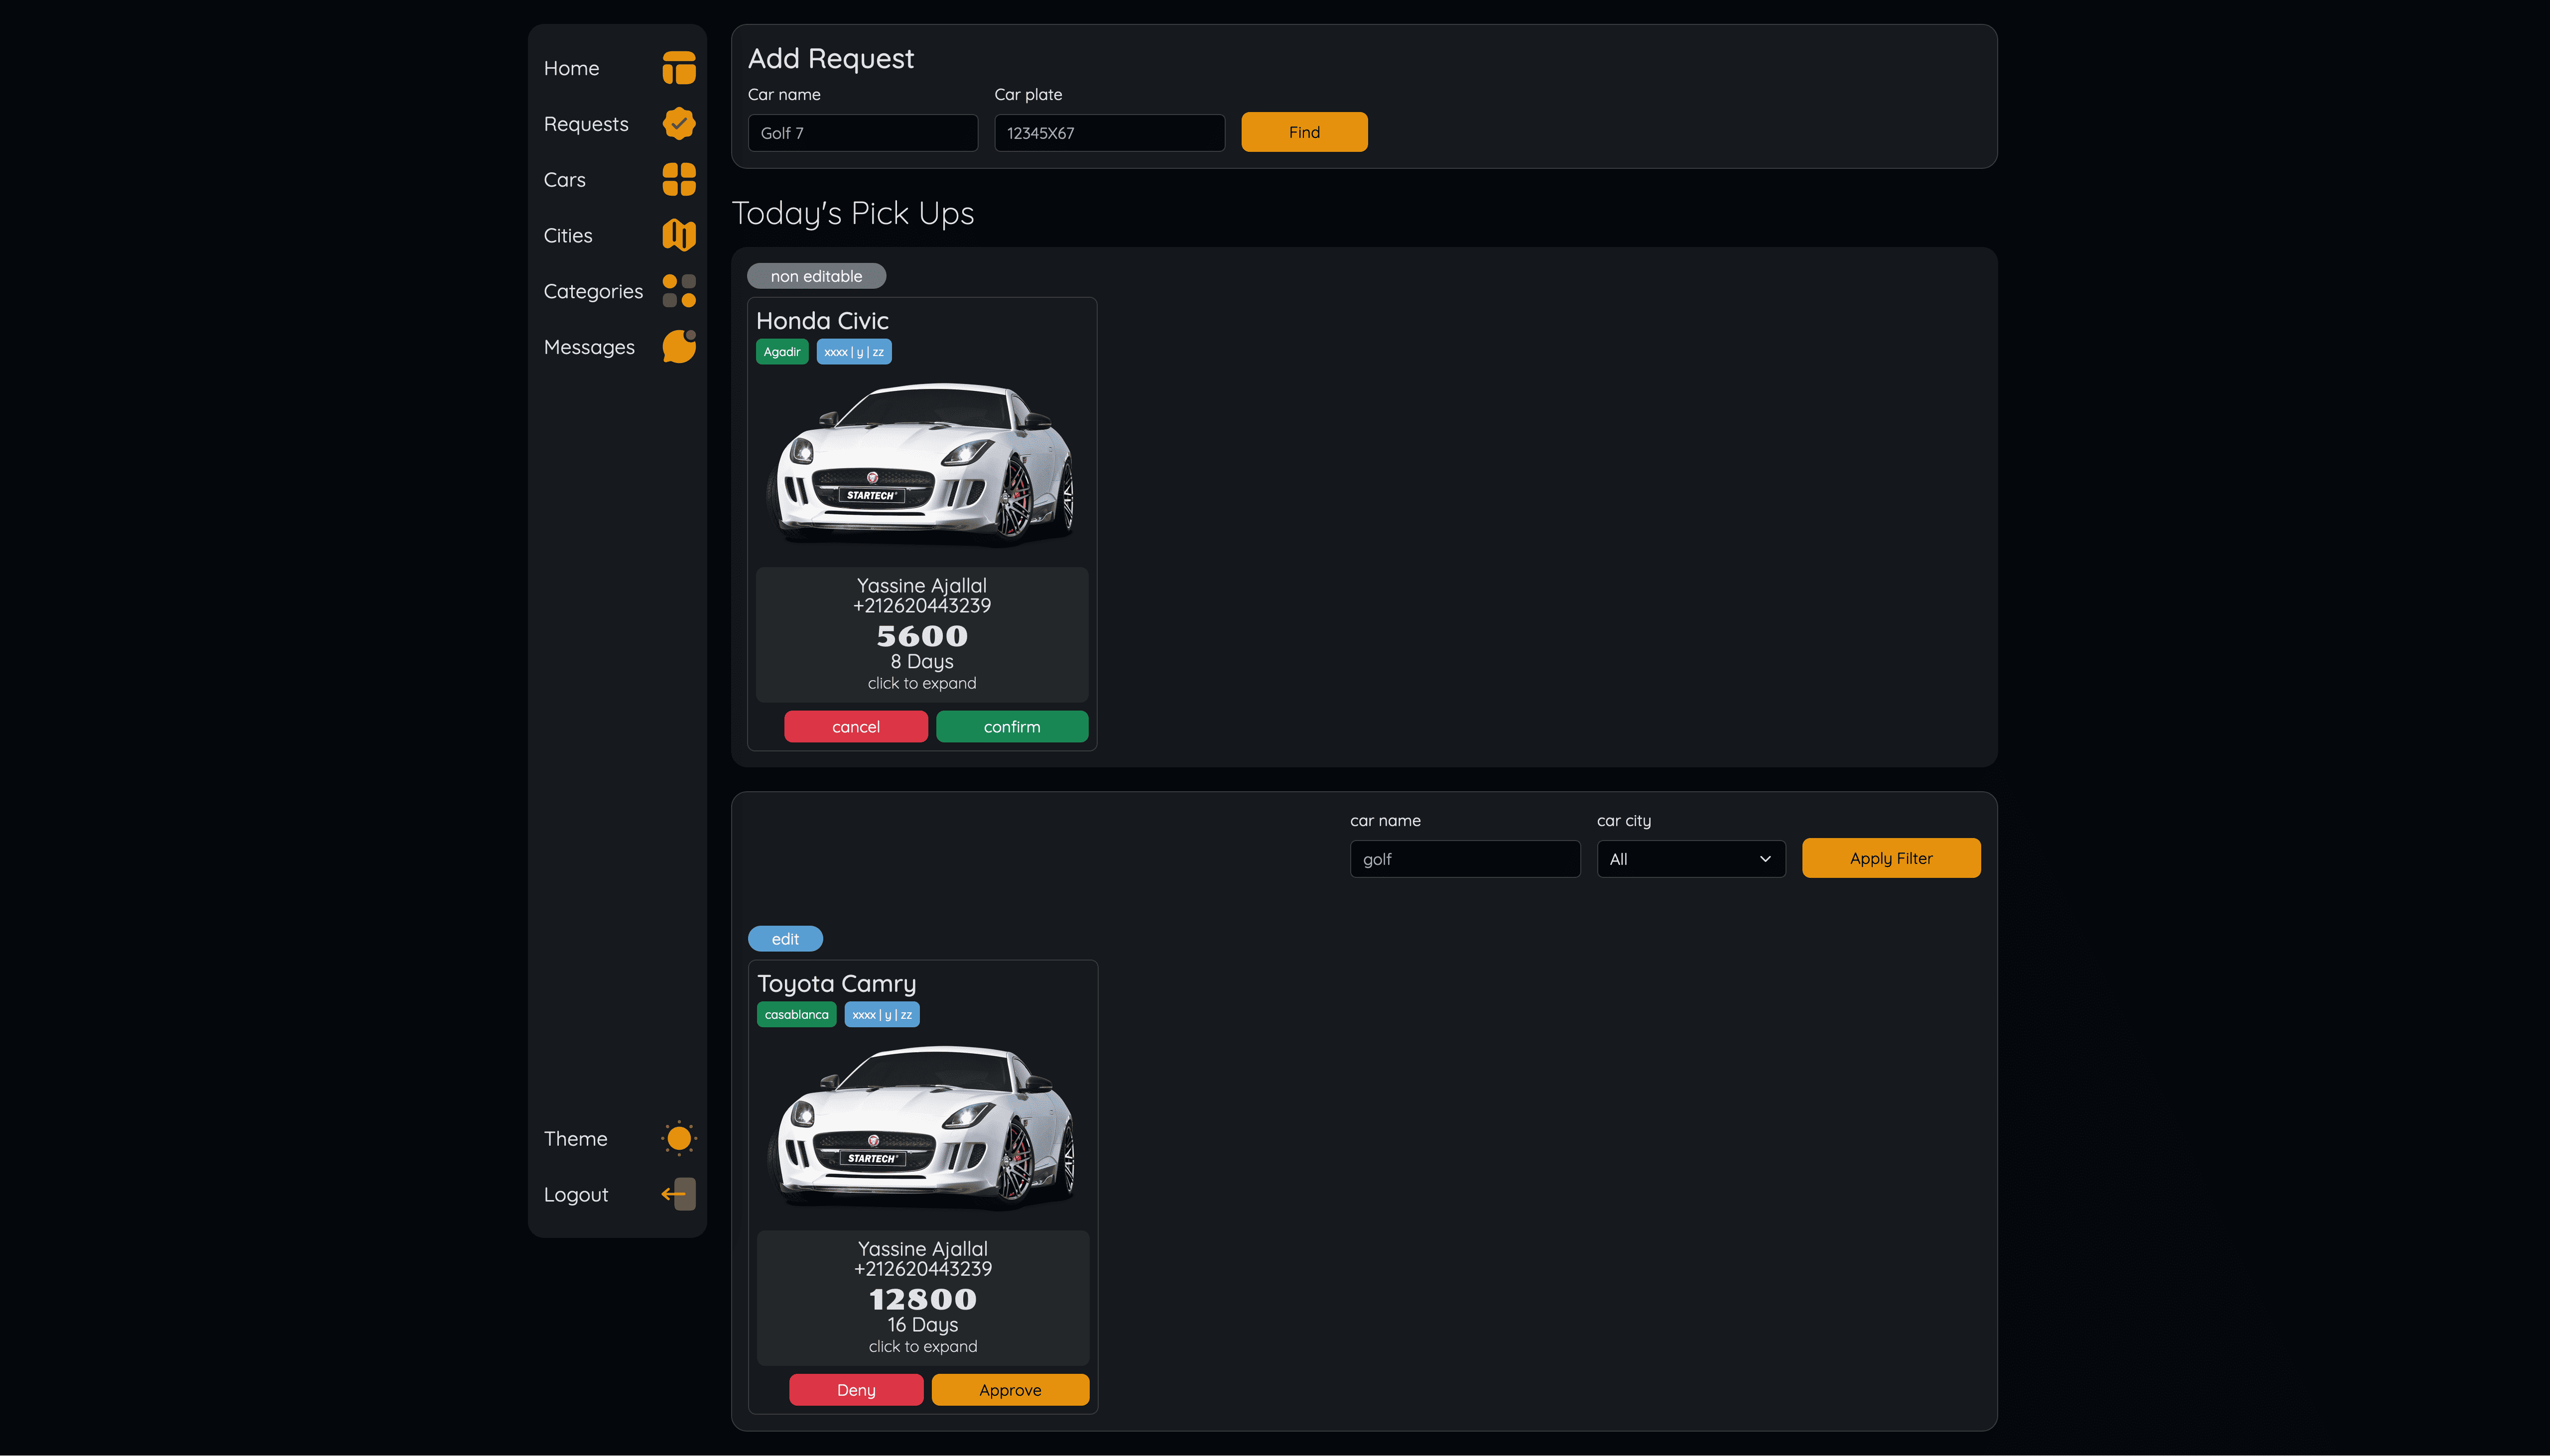 Home
Requests
Cars
Cities
Categories
Messages
Theme
Logout
Add Request
Car name
Car plate
Golf 7
12345X67
Find
Today's Pick Ups
non editable
Honda Civic
Agadir
xxxx | y | zz
STARTECH®
Yassine Ajallal
+212620443239
5600
8 Days
click to expand
cancel
confirm
car name
car city
golf
All
Apply Filter
edit
Toyota Camry
casablanca
xxxx | y | zz
STARTECH®
Yassine Ajallal
+212620443239
12800
16 Days
click to expand
Deny
Approve